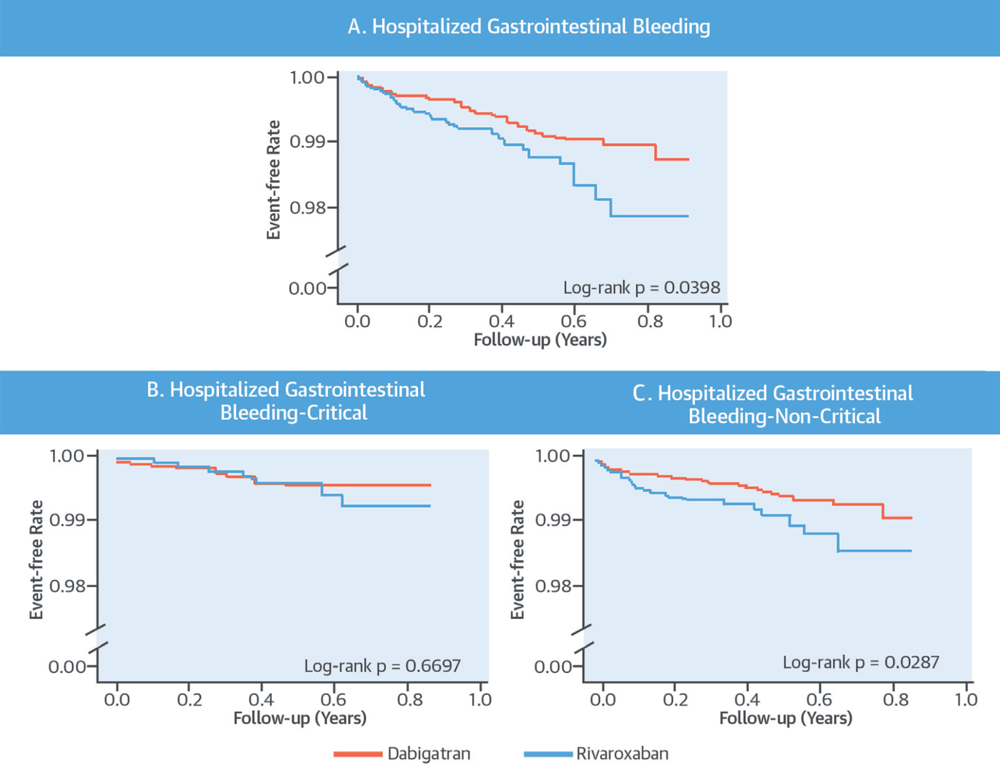 A. Hospitalized Gastrointestinal Bleeding
Event-free Rate
1.00
0.99
0.98
0.00
Log-rank p = 0.0398
0.0 0.2 0.4 0.6 0.8 1.0
Follow-up (Years)
B. Hospitalized Gastrointestinal
Bleeding-Critical
Event-free Rate
1.00
0.99
0.98
0.00
Log-rank p = 0.6697
0.0 0.2 0.4 0.6 0.8 1.0
Follow-up (Years)
C. Hospitalized Gastrointestinal
Bleeding-Non-Critical
Event-free Rate
1.00
0.99
0.98
0.00
Log-rank p = 0.0287
0.0 0.2 0.4 0.6 0.8 1.0
Follow-up (Years)
Dabigatran Rivaroxaban